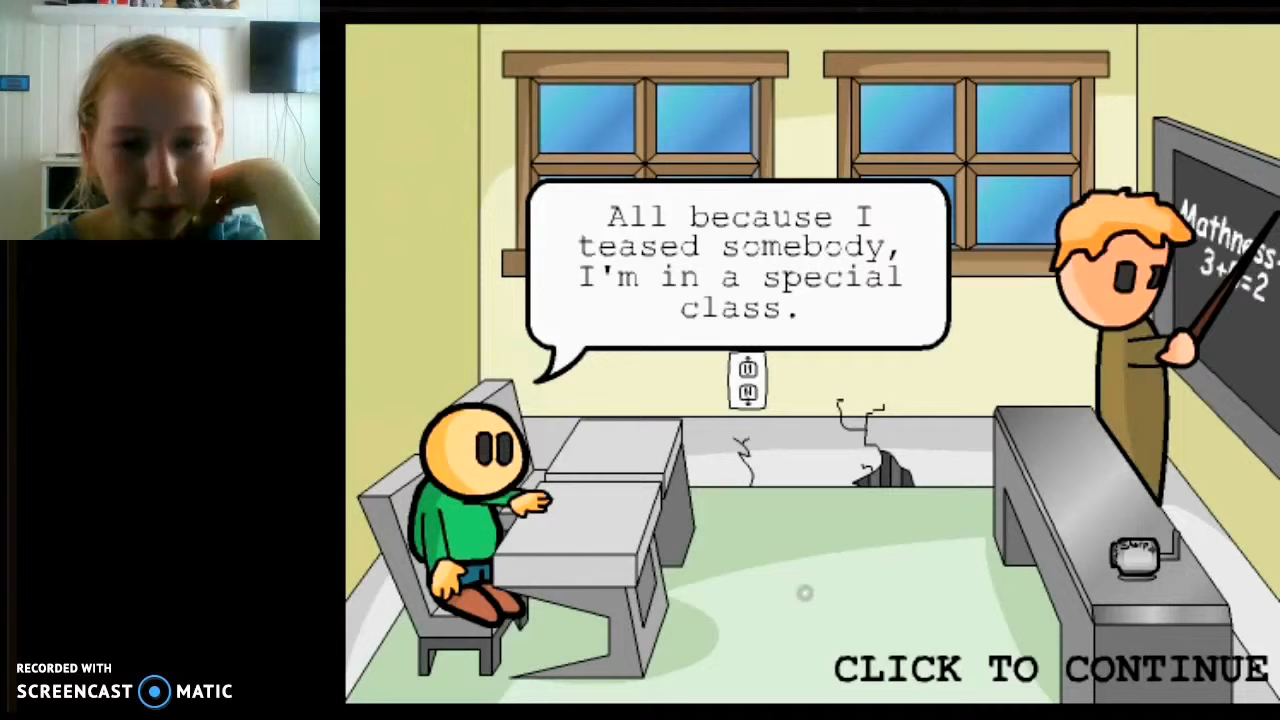 All because I
teased somebody,
I'm in a special
class.
CLICK TO CONTINUE
RECORDED WITH
SCREENCAST MATIC